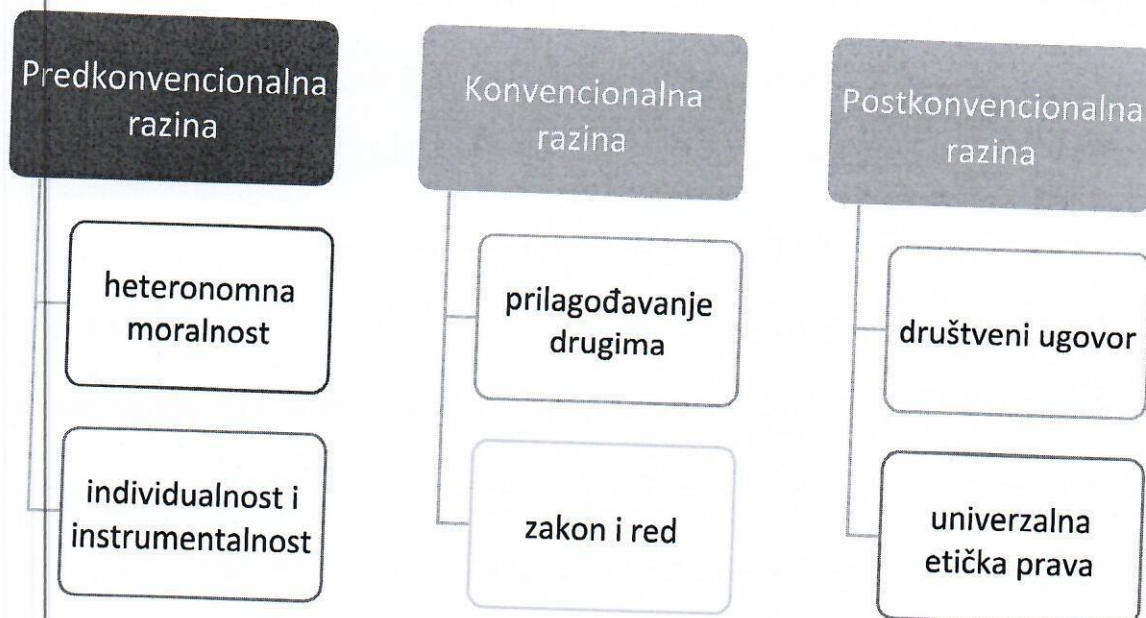 Predkonvencionalna
razina
heteronomna
moralnost
individualnost i
instrumentalnost
Konvencionalna
razina
prilagođavanje
drugima
zakon i red
Postkonvencionalna
razina
društveni ugovor
univerzalna
etička prava